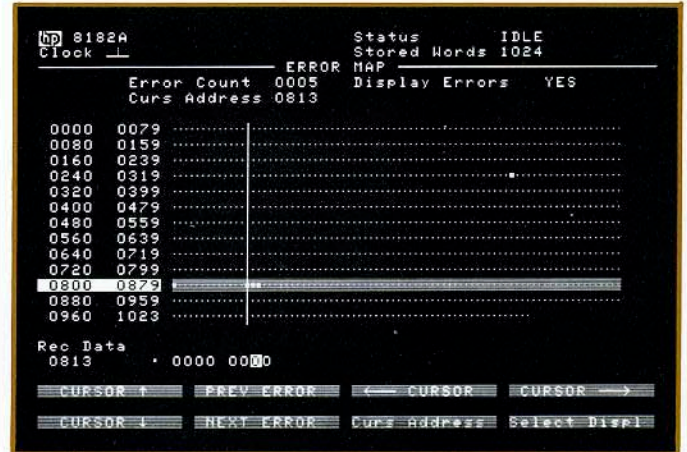 hp 8182A Status IDLE
Clock Stored Words 1024
ERROR MAP
Error Count 0005 Display Errors YES
Curs Address 0813
0000 0079
0080 0159
0160 0239
0240 0319
0320 0399
0400 0479
0480 0559
0560 0639
0640 0719
0720 0799
0800 0879
0880 0959
0960 1023
Rec Data
0813 · 0000 0000
CURSOR ↑ PREV ERROR ← CURSOR CURSOR →
CURSOR ↓ NEXT ERROR Curs Address Select Displ